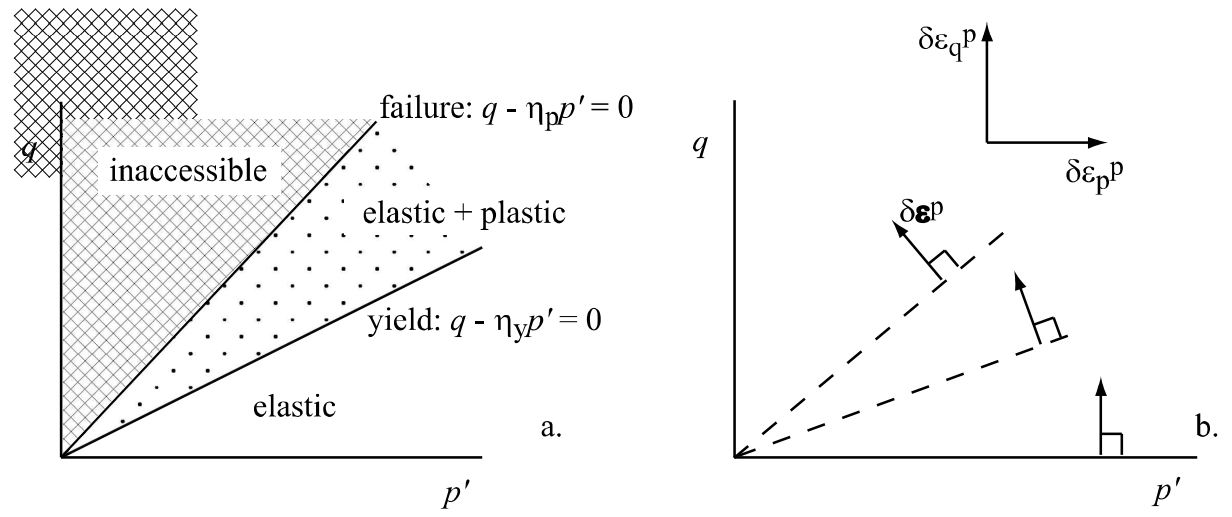 failure: q - ηpp′ = 0
q
inaccessible
elastic + plastic
yield: q - ηyp′ = 0
elastic
a.
p′
δεqp
δεpp
q
δεp
b.
p′